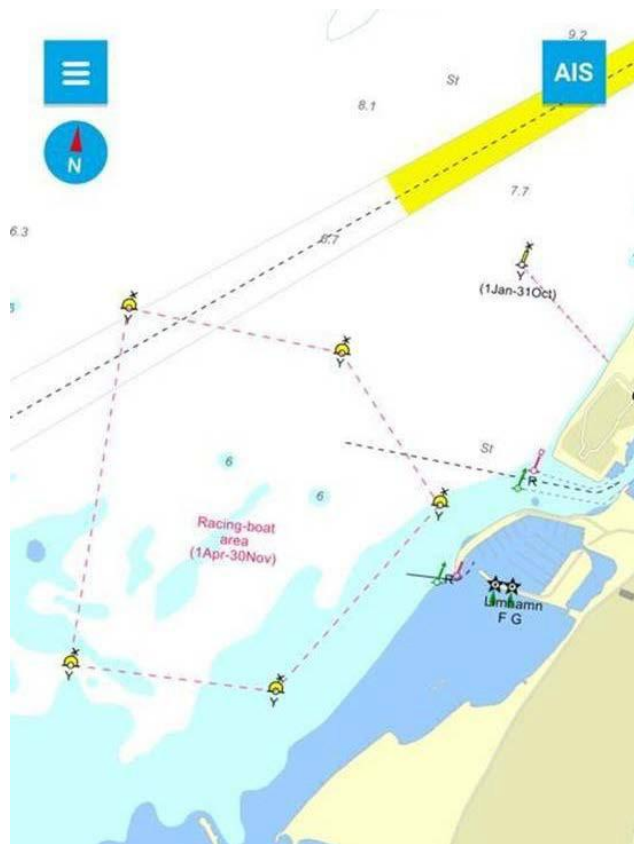 9.2
AIS
St
8.1
N
7.7
6.3
6.7
Y
(1Jan-31Oct)
Y
Y
St
6
R
6
Y
Racing-boat
area
(1Apr-30Nov)
R
Limhamn
F G
Y
Y